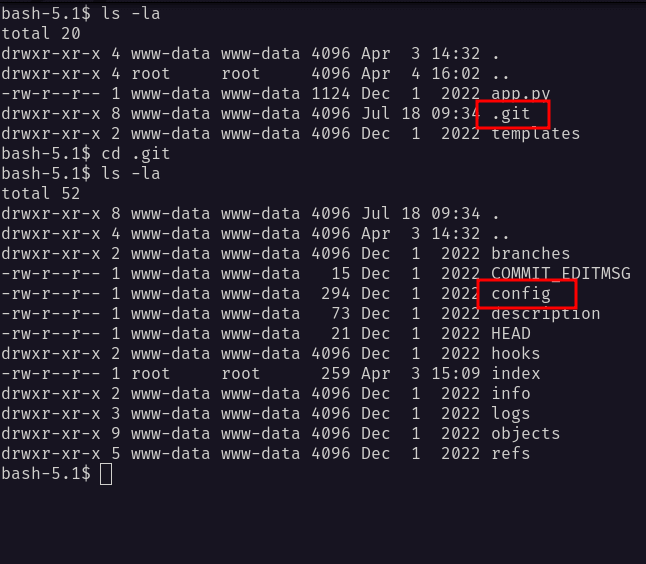 bash-5.1$ ls -la
total 20
drwxr-xr-x 4 www-data www-data 4096 Apr  3 14:32 .
drwxr-xr-x 4 root     root     4096 Apr  4 16:02 ..
-rw-r--r-- 1 www-data www-data 1124 Dec  1  2022 app.py
drwxr-xr-x 8 www-data www-data 4096 Jul 18 09:34 .git
drwxr-xr-x 2 www-data www-data 4096 Dec  1  2022 templates
bash-5.1$ cd .git
bash-5.1$ ls -la
total 52
drwxr-xr-x 8 www-data www-data 4096 Jul 18 09:34 .
drwxr-xr-x 4 www-data www-data 4096 Apr  3 14:32 ..
drwxr-xr-x 2 www-data www-data 4096 Dec  1  2022 branches
-rw-r--r-- 1 www-data www-data   15 Dec  1  2022 COMMIT_EDITMSG
-rw-r--r-- 1 www-data www-data  294 Dec  1  2022 config
-rw-r--r-- 1 www-data www-data   73 Dec  1  2022 description
-rw-r--r-- 1 www-data www-data   21 Dec  1  2022 HEAD
drwxr-xr-x 2 www-data www-data 4096 Dec  1  2022 hooks
-rw-r--r-- 1 root     root      259 Apr  3 15:09 index
drwxr-xr-x 2 www-data www-data 4096 Dec  1  2022 info
drwxr-xr-x 3 www-data www-data 4096 Dec  1  2022 logs
drwxr-xr-x 9 www-data www-data 4096 Dec  1  2022 objects
drwxr-xr-x 5 www-data www-data 4096 Dec  1  2022 refs
bash-5.1$